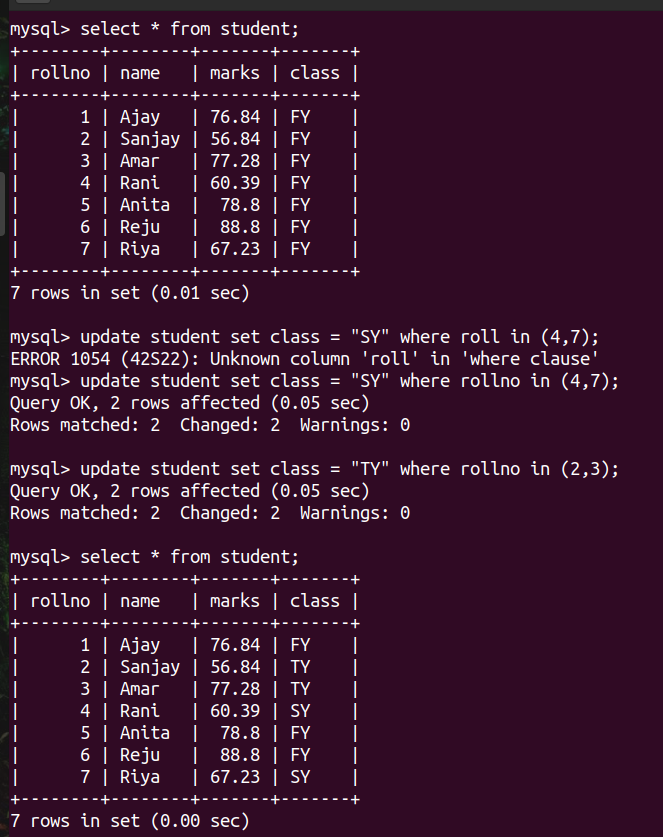 mysql> select * from student;
+--------+--------+-------+-------+
| rollno | name   | marks | class |
+--------+--------+-------+-------+
|      1 | Ajay   | 76.84 | FY    |
|      2 | Sanjay | 56.84 | FY    |
|      3 | Amar   | 77.28 | FY    |
|      4 | Rani   | 60.39 | FY    |
|      5 | Anita  |  78.8 | FY    |
|      6 | Reju   |  88.8 | FY    |
|      7 | Riya   | 67.23 | FY    |
+--------+--------+-------+-------+
7 rows in set (0.01 sec)

mysql> update student set class = "SY" where roll in (4,7);
ERROR 1054 (42S22): Unknown column 'roll' in 'where clause'
mysql> update student set class = "SY" where rollno in (4,7);
Query OK, 2 rows affected (0.05 sec)
Rows matched: 2  Changed: 2  Warnings: 0

mysql> update student set class = "TY" where rollno in (2,3);
Query OK, 2 rows affected (0.05 sec)
Rows matched: 2  Changed: 2  Warnings: 0

mysql> select * from student;
+--------+--------+-------+-------+
| rollno | name   | marks | class |
+--------+--------+-------+-------+
|      1 | Ajay   | 76.84 | FY    |
|      2 | Sanjay | 56.84 | TY    |
|      3 | Amar   | 77.28 | TY    |
|      4 | Rani   | 60.39 | SY    |
|      5 | Anita  |  78.8 | FY    |
|      6 | Reju   |  88.8 | FY    |
|      7 | Riya   | 67.23 | SY    |
+--------+--------+-------+-------+
7 rows in set (0.00 sec)